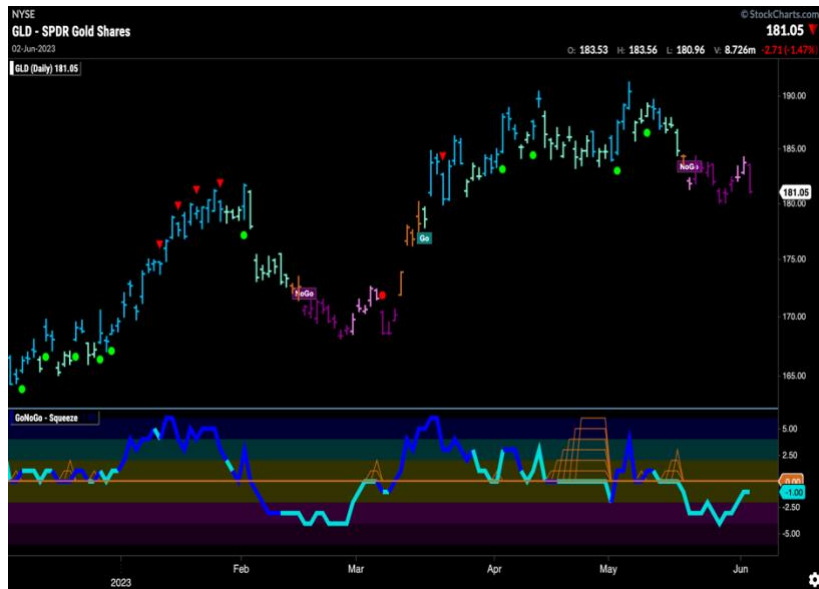 NYSE
© StockCharts.com
GLD - SPDR Gold Shares
181.05
02-Jun-2023
O: 183.53 H: 183.56 L: 180.96 V: 8.726m -2.71 (-1.47%)
GLD (Daily) 181.05
190.00
185.00
NoGo
181.05
180.00
Go
175.00
NoGo
170.00
165.00
GoNoGo - Squeeze
5.00
2.50
0.00
-1.00
-2.50
-5.00
Feb
Mar
Apr
May
Jun
2023